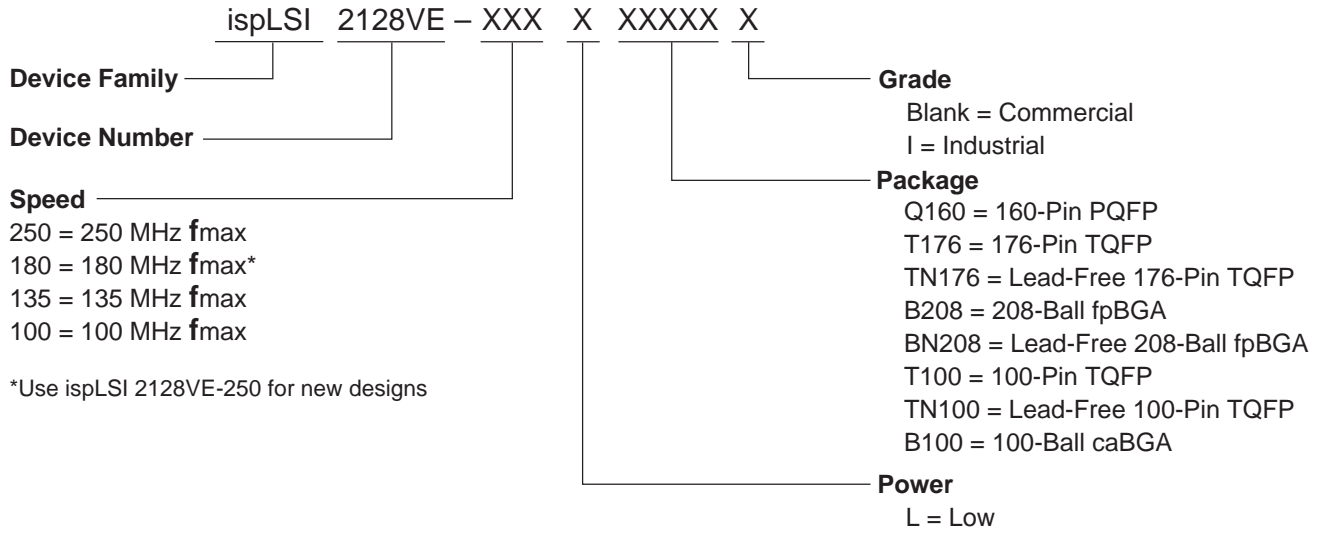 ispLSI 2128VE – XXX X XXXXX X
Device Family
Device Number
Speed
250 = 250 MHz fmax
180 = 180 MHz fmax*
135 = 135 MHz fmax
100 = 100 MHz fmax
*Use ispLSI 2128VE-250 for new designs
Grade
Blank = Commercial
I = Industrial
Package
Q160 = 160-Pin PQFP
T176 = 176-Pin TQFP
TN176 = Lead-Free 176-Pin TQFP
B208 = 208-Ball fpBGA
BN208 = Lead-Free 208-Ball fpBGA
T100 = 100-Pin TQFP
TN100 = Lead-Free 100-Pin TQFP
B100 = 100-Ball caBGA
Power
L = Low